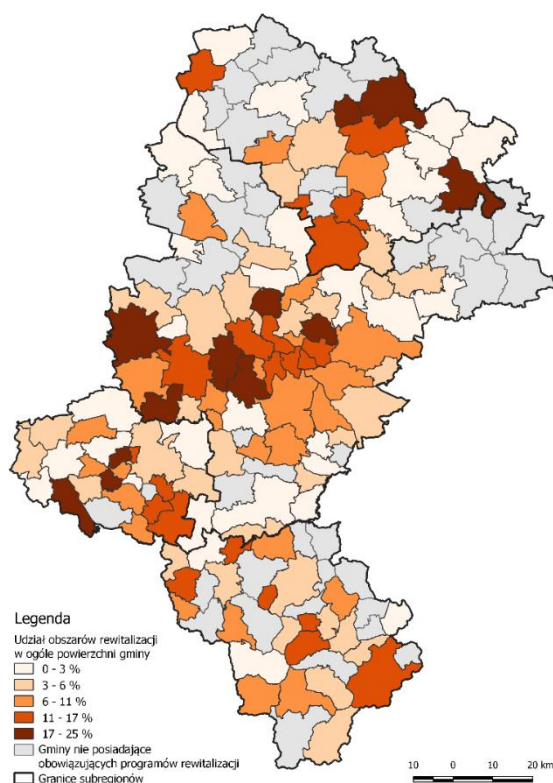 Legenda
Udział obszarów rewitalizacji
w ogóle powierzchni gminy
0 - 3 %
3 - 6 %
6 - 11 %
11 - 17 %
17 - 25 %
Gminy nie posiadające
obowiązujących programów rewitalizacji
Granice subregionów
10 0 10 20 km